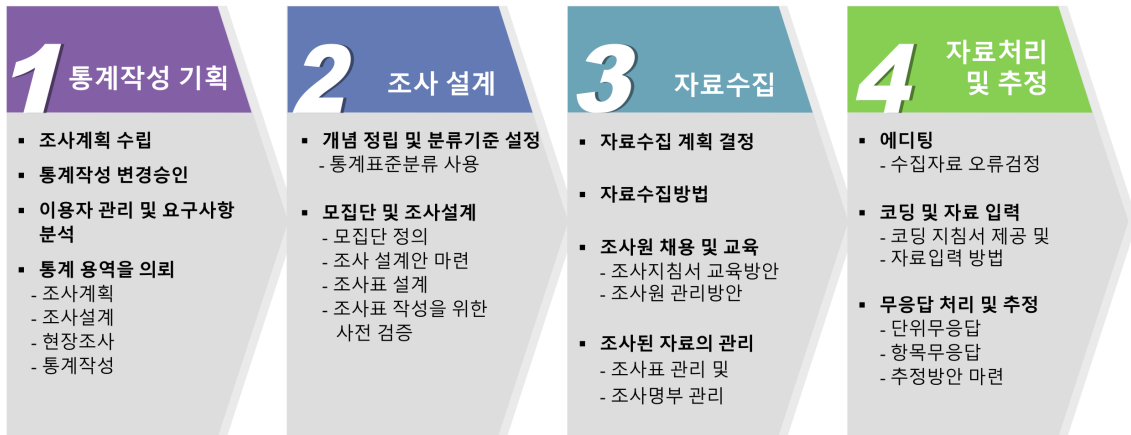 1 통계작성 기획
▪ 조사계획 수립
▪ 통계작성 변경승인
▪ 이용자 관리 및 요구사항
분석
▪ 통계 용역을 의뢰
- 조사계획
- 조사설계
- 현장조사
- 통계작성
2 조사 설계
▪ 개념 정립 및 분류기준 설정
- 통계표준분류 사용
▪ 모집단 및 조사설계
- 모집단 정의
- 조사 설계안 마련
- 조사표 설계
- 조사표 작성을 위한
사전 검증
3 자료수집
▪ 자료수집 계획 결정
▪ 자료수집방법
▪ 조사원 채용 및 교육
- 조사지침서 교육방안
- 조사원 관리방안
▪ 조사된 자료의 관리
- 조사표 관리 및
- 조사명부 관리
4 자료처리
및 추정
▪ 에디팅
- 수집자료 오류검정
▪ 코딩 및 자료 입력
- 코딩 지침서 제공 및
- 자료입력 방법
▪ 무응답 처리 및 추정
- 단위무응답
- 항목무응답
- 추정방안 마련